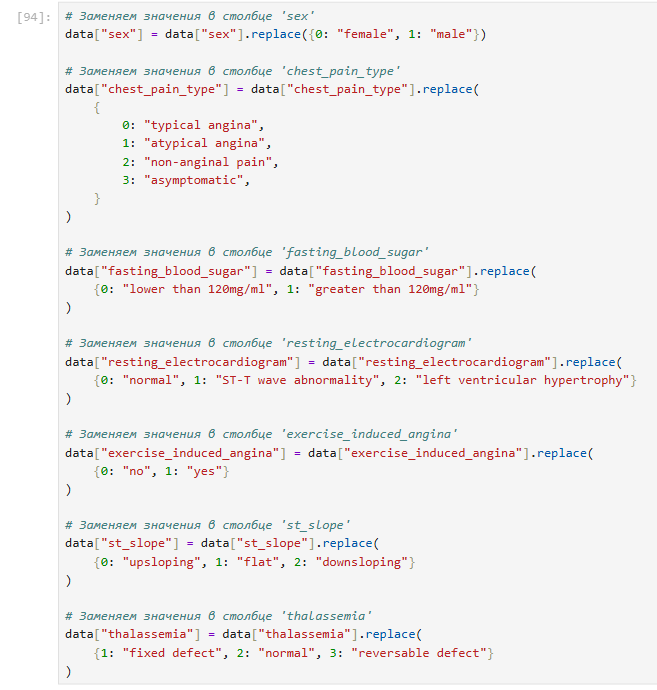 [94]: # Заменяем значения в столбце 'sex'
data["sex"] = data["sex"].replace({0: "female", 1: "male"})

# Заменяем значения в столбце 'chest_pain_type'
data["chest_pain_type"] = data["chest_pain_type"].replace(
    {
        0: "typical angina",
        1: "atypical angina",
        2: "non-anginal pain",
        3: "asymptomatic",
    }
)

# Заменяем значения в столбце 'fasting_blood_sugar'
data["fasting_blood_sugar"] = data["fasting_blood_sugar"].replace(
    {0: "lower than 120mg/ml", 1: "greater than 120mg/ml"}
)

# Заменяем значения в столбце 'resting_electrocardiogram'
data["resting_electrocardiogram"] = data["resting_electrocardiogram"].replace(
    {0: "normal", 1: "ST-T wave abnormality", 2: "left ventricular hypertrophy"}
)

# Заменяем значения в столбце 'exercise_induced_angina'
data["exercise_induced_angina"] = data["exercise_induced_angina"].replace(
    {0: "no", 1: "yes"}
)

# Заменяем значения в столбце 'st_slope'
data["st_slope"] = data["st_slope"].replace(
    {0: "upsloping", 1: "flat", 2: "downsloping"}
)

# Заменяем значения в столбце 'thalassemia'
data["thalassemia"] = data["thalassemia"].replace(
    {1: "fixed defect", 2: "normal", 3: "reversable defect"}
)